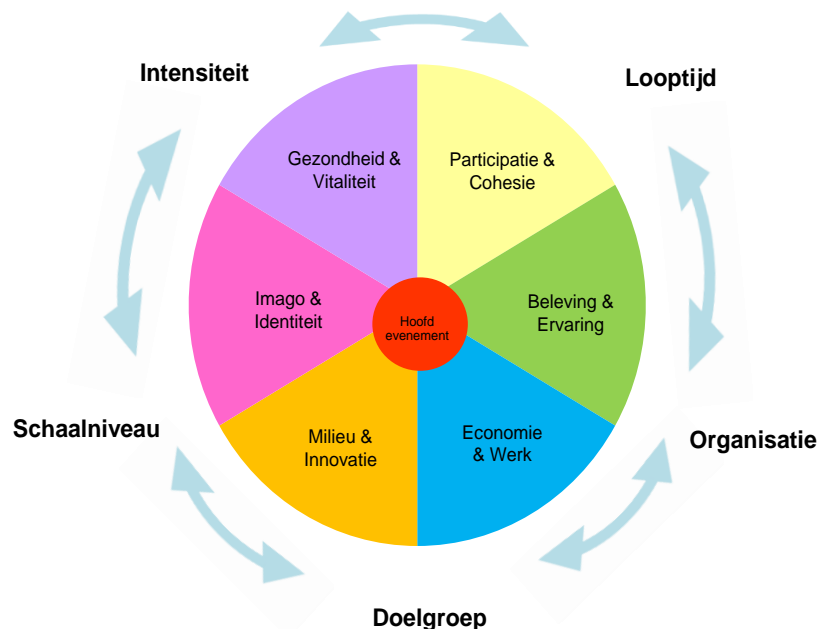 Intensiteit
Looptijd
Gezondheid &
Vitaliteit
Participatie &
Cohesie
Imago &
Identiteit
Beleving &
Ervaring
Hoofd
evenement
Milieu &
Innovatie
Economie
& Werk
Schaalniveau
Organisatie
Doelgroep